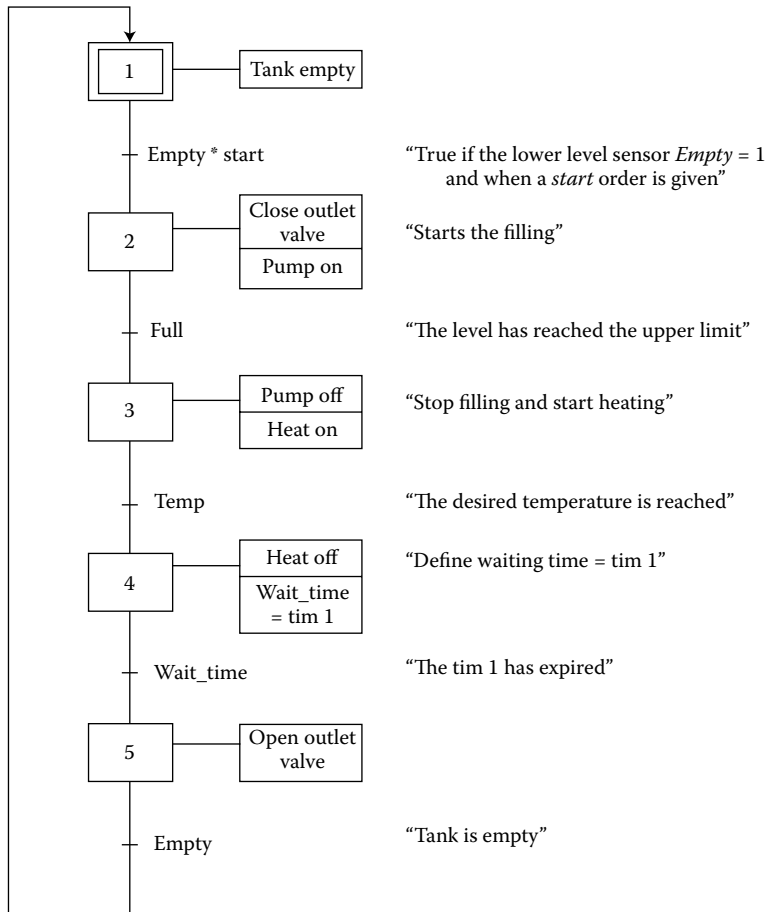 1
Tank empty
Empty * start
“True if the lower level sensor Empty = 1
and when a start order is given”
2
Close outlet
valve
Pump on
“Starts the filling”
Full
“The level has reached the upper limit”
3
Pump off
Heat on
“Stop filling and start heating”
Temp
“The desired temperature is reached”
4
Heat off
Wait_time
= tim 1
“Define waiting time = tim 1”
Wait_time
“The tim 1 has expired”
5
Open outlet
valve
Empty
“Tank is empty”